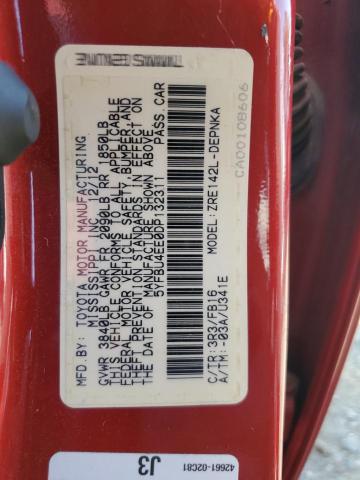 MFD. BY: TOYOTA MOTOR MANUFACTURING
MISSISSIPPI INC. 12/12
GVWR 3840LB GAWR FR 2090LB RR 1850LB
THIS VEHICLE CONFORMS TO ALL APPLICABLE
FEDERAL MOTOR VEHICLE SAFETY, BUMPER, AND
THEFT PREVENTION STANDARDS IN EFFECT ON
THE DATE OF MANUFACTURE SHOWN ABOVE.
5YFBU4EE0DP132311 PASS. CAR
C/TR: 3R3/FB16 MODEL: ZRE142L-DEPNKA
A/TM: -03A/U341E
CA00108606
42661-02C81
J3